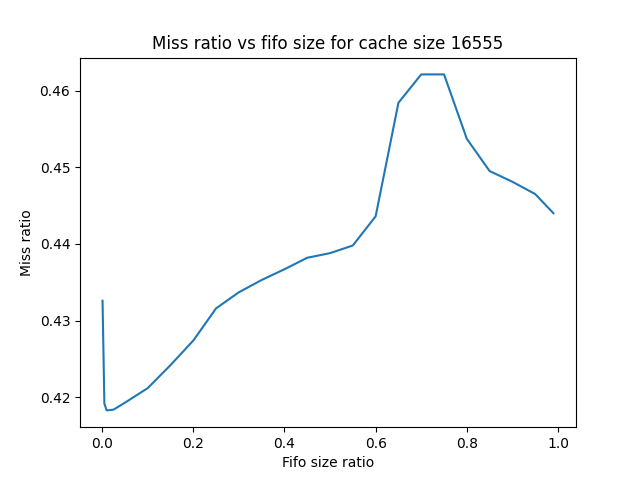 Miss ratio vs fifo size for cache size 16555
0.46
0.45
0.44
0.43
0.42
Miss ratio
0.0 0.2 0.4 0.6 0.8 1.0
Fifo size ratio